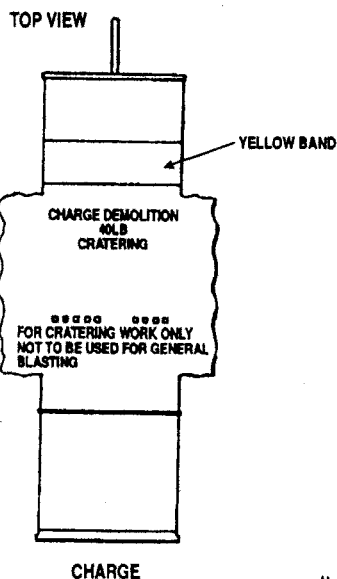 TOP VIEW
YELLOW BAND
CHARGE DEMOLITION
40LB
CRATERING
FOR CRATERING WORK ONLY
NOT TO BE USED FOR GENERAL
BLASTING
CHARGE